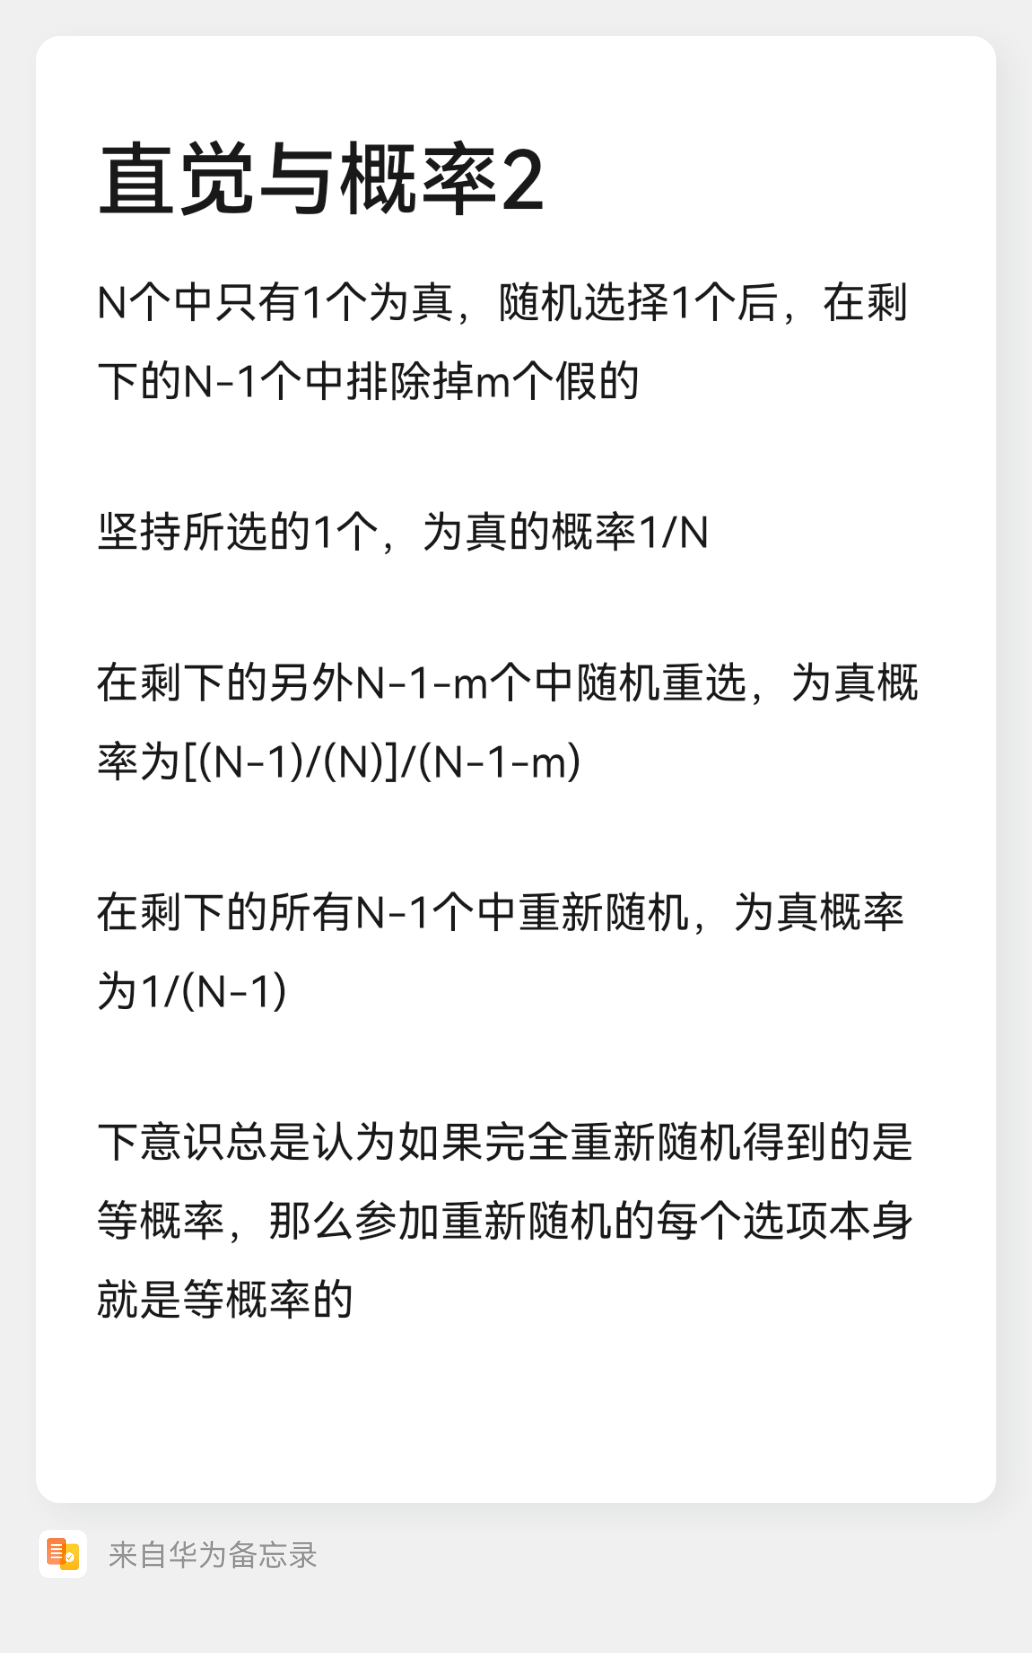 直觉与概率2
N个中只有1个为真，随机选择1个后，在剩
下的N-1个中排除掉m个假的
坚持所选的1个，为真的概率1/N
在剩下的另外N-1-m个中随机重选，为真概
率为[(N-1)/(N)]/(N-1-m)
在剩下的所有N-1个中重新随机，为真概率
为1/(N-1)
下意识总是认为如果完全重新随机得到的是
等概率，那么参加重新随机的每个选项本身
就是等概率的
来自华为备忘录